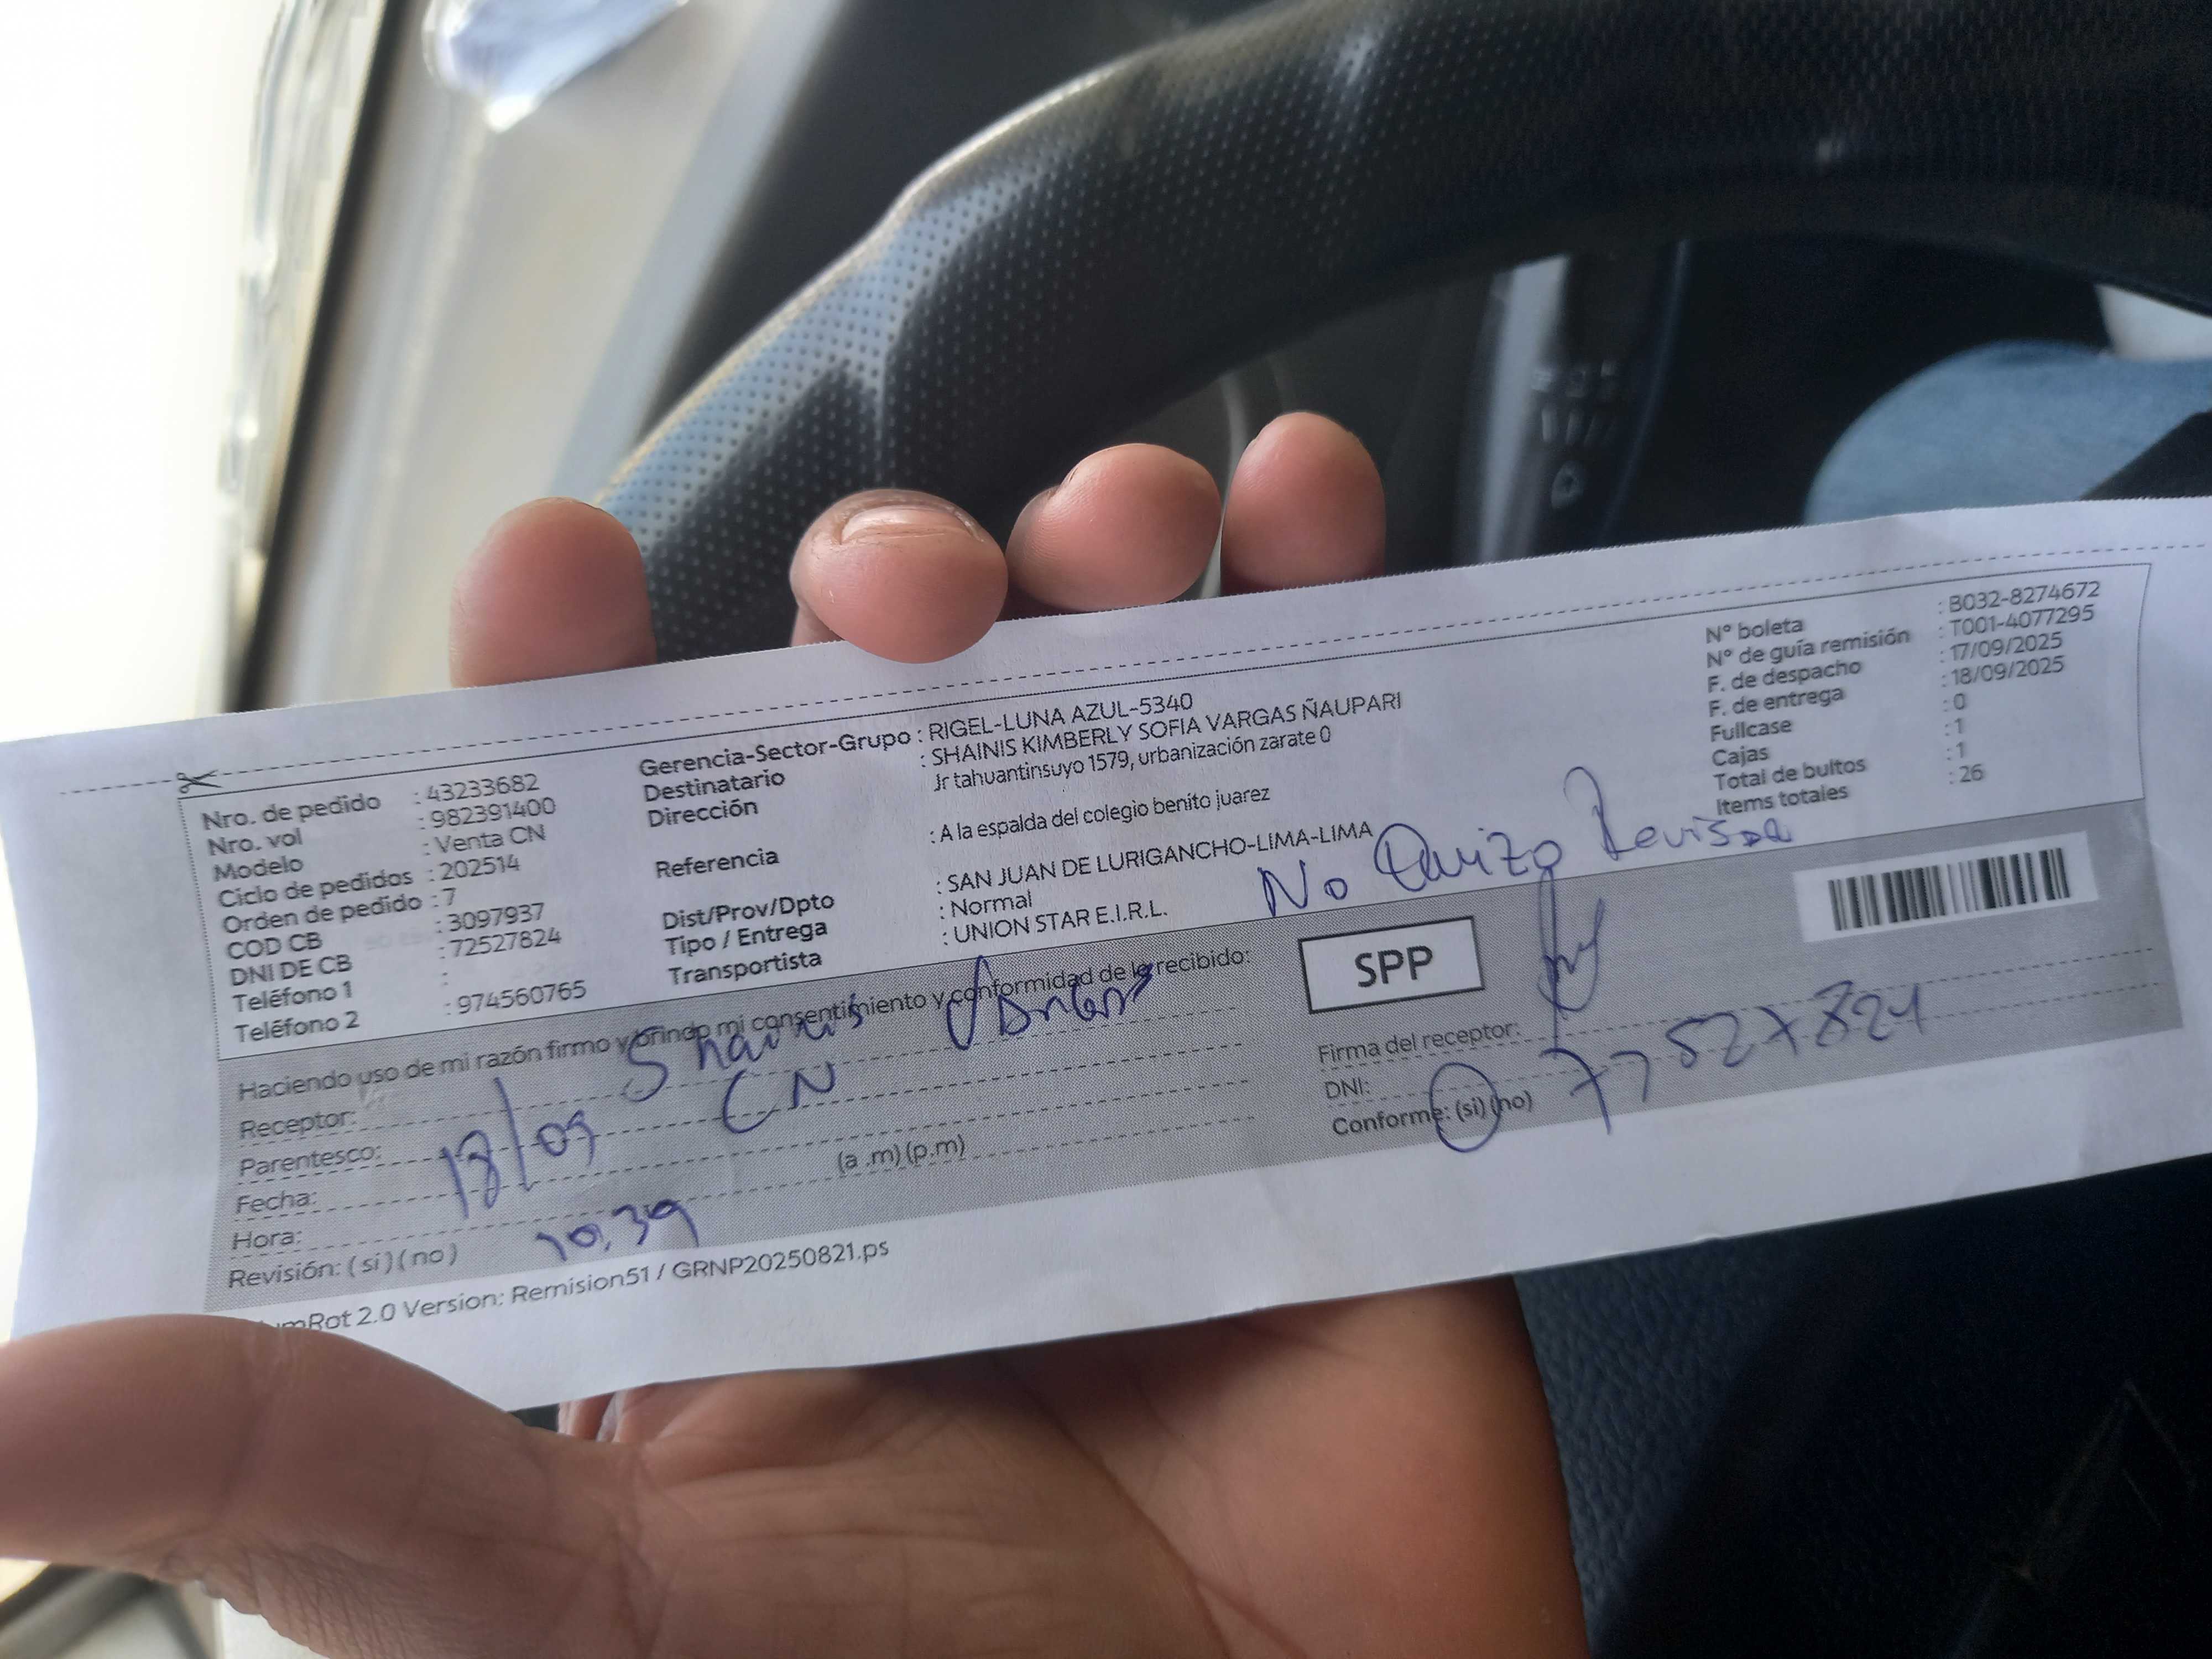 Nro. de pedido : 43233682
Nro. vol : 982391400
Modelo : Venta CN
Ciclo de pedidos : 202514
Orden de pedido : 7
COD CB : 3097937
DNI DE CB : 72527824
Teléfono 1 :
Teléfono 2 : 974560765
Gerencia-Sector-Grupo : RIGEL-LUNA AZUL-5340
Destinatario : SHAINIS KIMBERLY SOFIA VARGAS ÑAUPARI
Dirección Jr tahuantinsuyo 1579, urbanización zarate 0
Referencia : A la espalda del colegio benito juarez
Dist/Prov/Dpto : SAN JUAN DE LURIGANCHO-LIMA-LIMA
Tipo / Entrega : Normal
Transportista : UNION STAR E.I.R.L.
N° boleta : B032-8274672
N° de guía remisión : T001-4077295
F. de despacho : 17/09/2025
F. de entrega : 18/09/2025
Fullcase : 0
Cajas : 1
Total de bultos : 1
Items totales : 26
No Quizo Revisar
SPP
Haciendo uso de mi razón firmo y brindo mi consentimiento y conformidad de lo recibido:
Receptor: Shainis
Parentesco: CN
Fecha: 18/09
Hora: 10:39
(a .m) (p.m)
Revisión: ( si ) ( no )
Firma del receptor:
DNI: 77527824
Conforme: (si) (no)
Rot 2.0 Version: Remision51 / GRNP20250821.ps